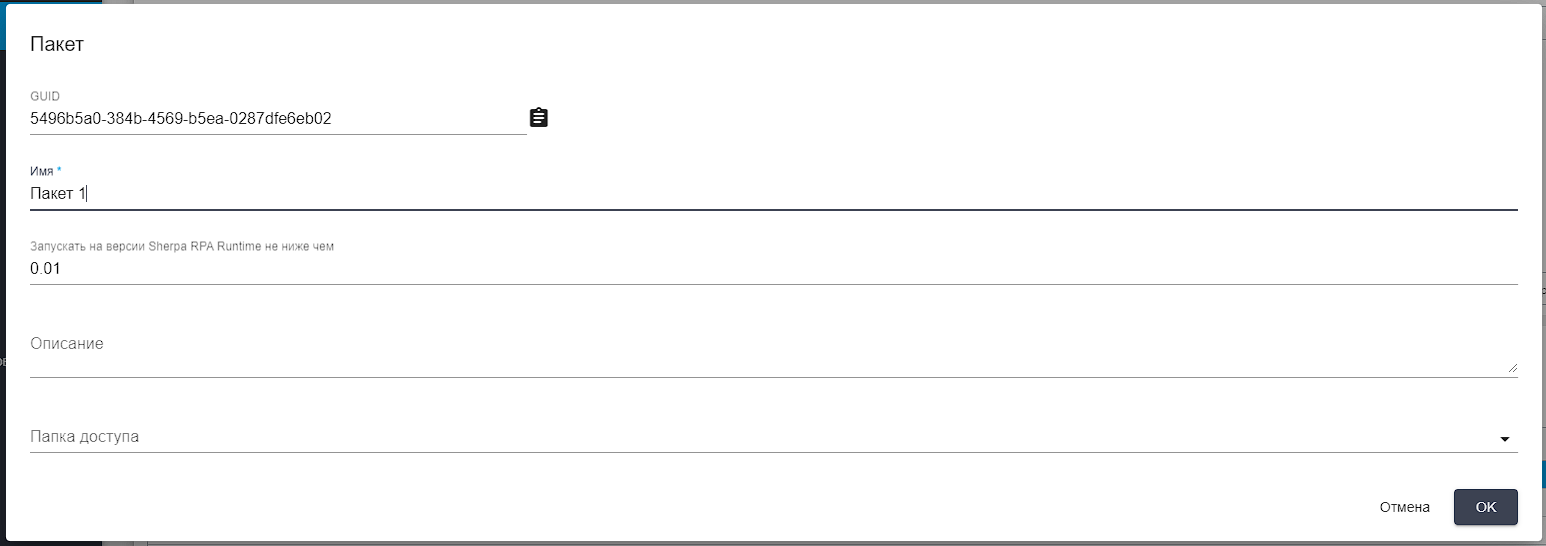 Пакет
GUID
5496b5a0-384b-4569-b5ea-0287dfe6eb02
Имя *
Пакет 1
Запускать на версии Sherpa RPA Runtime не ниже чем
0.01
Описание
Папка доступа
Отмена
OK